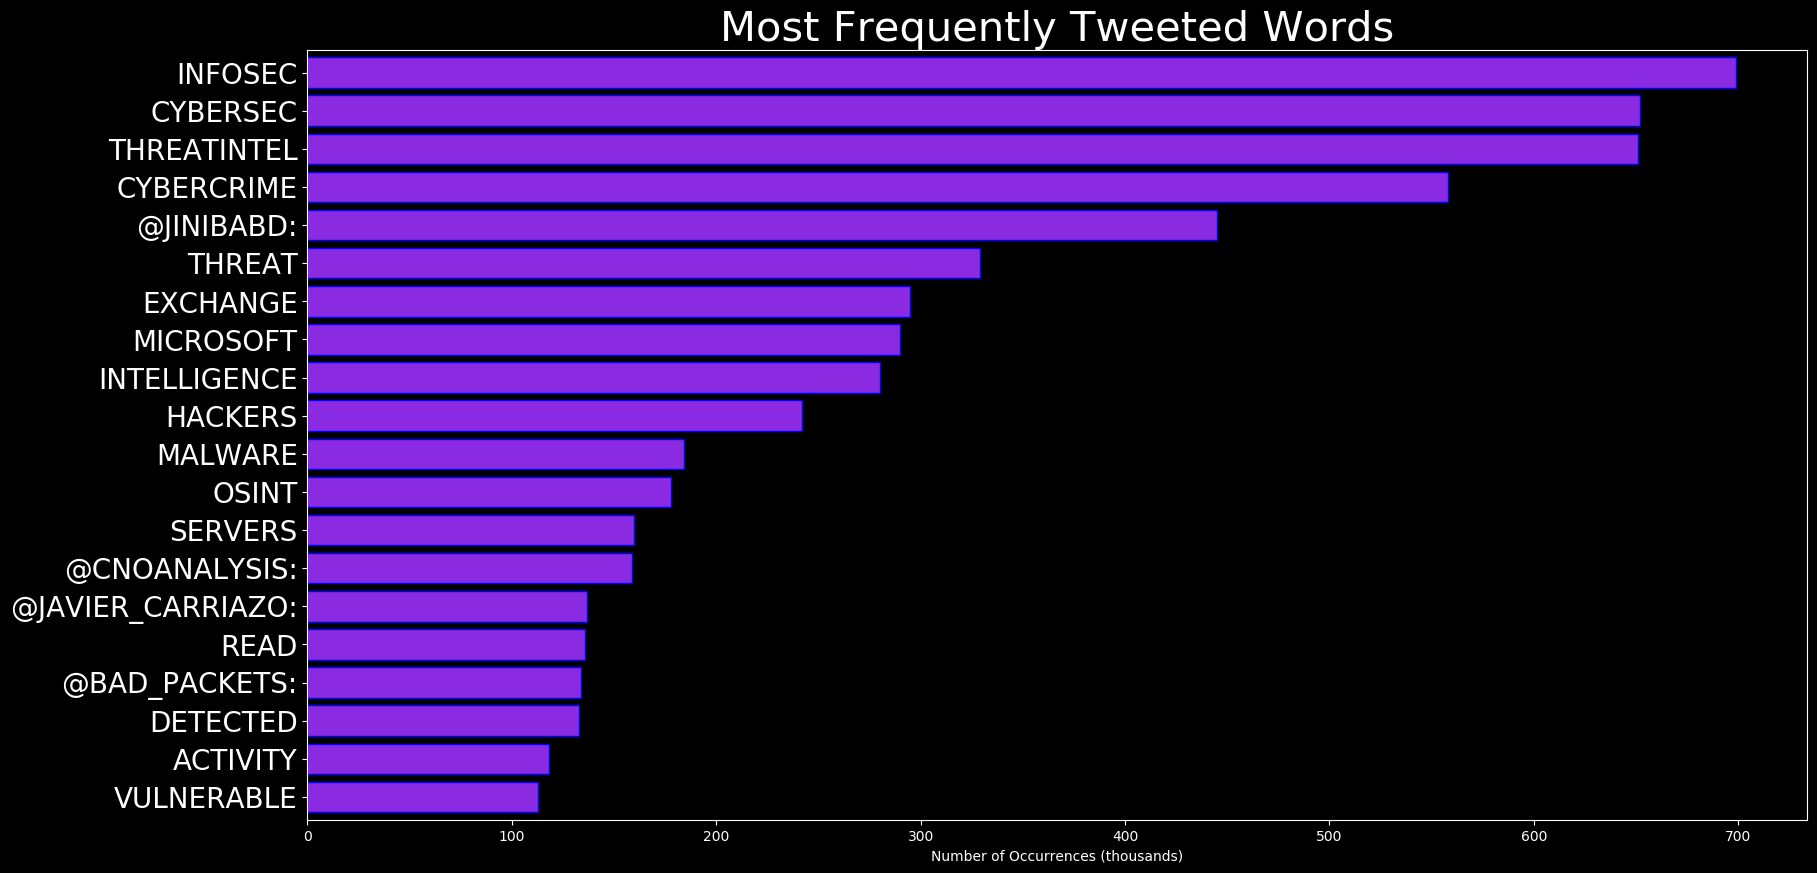 Most Frequently Tweeted Words
INFOSEC
CYBERSEC
THREATINTEL
CYBERCRIME
@JINIBABD:
THREAT
EXCHANGE
MICROSOFT
INTELLIGENCE
HACKERS
MALWARE
OSINT
SERVERS
@CNOANALYSIS:
@JAVIER_CARRIAZO:
READ
@BAD_PACKETS:
DETECTED
ACTIVITY
VULNERABLE
0 100 200 300 400 500 600 700
Number of Occurrences (thousands)